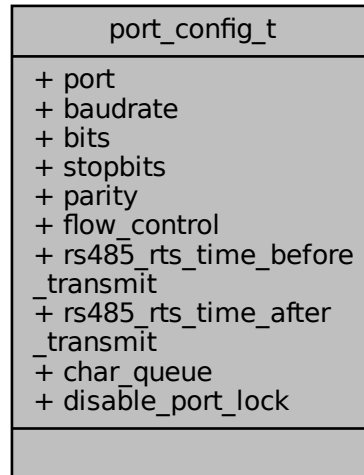 port_config_t
+ port
+ baudrate
+ bits
+ stopbits
+ parity
+ flow_control
+ rs485_rts_time_before
_transmit
+ rs485_rts_time_after
_transmit
+ char_queue
+ disable_port_lock